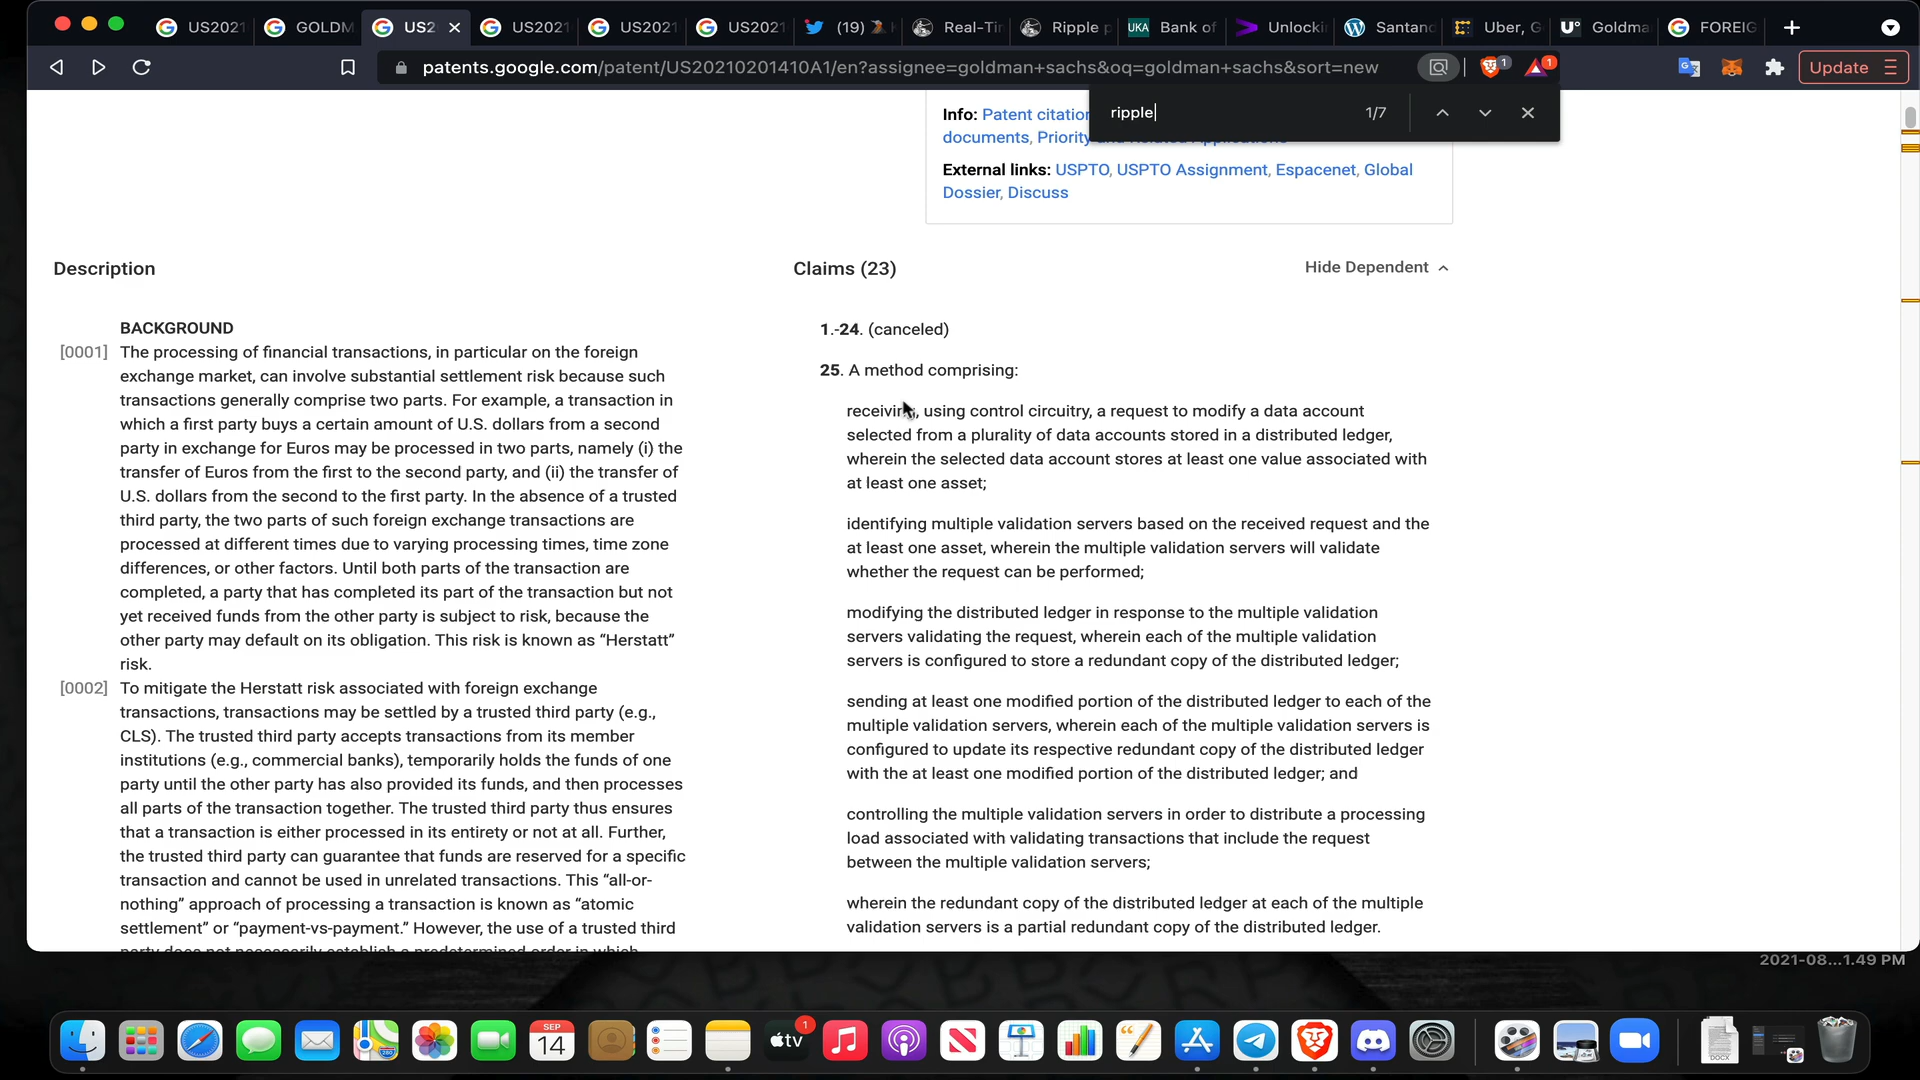 US2021
GOLDM
US2
US2021
US2021
US2021
(19)
Real-Tim
Ripple p
UKA
Bank of
Unlocki
Santand
Uber, G
U°
Goldma
FOREIG
patents.google.com/patent/US20210201410A1/en?assignee=goldman+sachs&oq=goldman+sachs&sort=new
1
1
Update
ripple
1/7
Info: Patent citation
documents, Priority and Related Applications
External links: USPTO, USPTO Assignment, Espacenet, Global
Dossier, Discuss
Description
BACKGROUND
[0001] The processing of financial transactions, in particular on the foreign
exchange market, can involve substantial settlement risk because such
transactions generally comprise two parts. For example, a transaction in
which a first party buys a certain amount of U.S. dollars from a second
party in exchange for Euros may be processed in two parts, namely (i) the
transfer of Euros from the first to the second party, and (ii) the transfer of
U.S. dollars from the second to the first party. In the absence of a trusted
third party, the two parts of such foreign exchange transactions are
processed at different times due to varying processing times, time zone
differences, or other factors. Until both parts of the transaction are
completed, a party that has completed its part of the transaction but not
yet received funds from the other party is subject to risk, because the
other party may default on its obligation. This risk is known as “Herstatt”
risk.
[0002] To mitigate the Herstatt risk associated with foreign exchange
transactions, transactions may be settled by a trusted third party (e.g.,
CLS). The trusted third party accepts transactions from its member
institutions (e.g., commercial banks), temporarily holds the funds of one
party until the other party has also provided its funds, and then processes
all parts of the transaction together. The trusted third party thus ensures
that a transaction is either processed in its entirety or not at all. Further,
the trusted third party can guarantee that funds are reserved for a specific
transaction and cannot be used in unrelated transactions. This “all-or-
nothing” approach of processing a transaction is known as “atomic
settlement” or “payment-vs-payment.” However, the use of a trusted third
party does not necessarily establish a predetermined order in which
Claims (23)
Hide Dependent
1.-24. (canceled)
25. A method comprising:
receiving, using control circuitry, a request to modify a data account
selected from a plurality of data accounts stored in a distributed ledger,
wherein the selected data account stores at least one value associated with
at least one asset;
identifying multiple validation servers based on the received request and the
at least one asset, wherein the multiple validation servers will validate
whether the request can be performed;
modifying the distributed ledger in response to the multiple validation
servers validating the request, wherein each of the multiple validation
servers is configured to store a redundant copy of the distributed ledger;
sending at least one modified portion of the distributed ledger to each of the
multiple validation servers, wherein each of the multiple validation servers is
configured to update its respective redundant copy of the distributed ledger
with the at least one modified portion of the distributed ledger; and
controlling the multiple validation servers in order to distribute a processing
load associated with validating transactions that include the request
between the multiple validation servers;
wherein the redundant copy of the distributed ledger at each of the multiple
validation servers is a partial redundant copy of the distributed ledger.
2021-08...1.49 PM
SEP
14
tv
1
280
DOCX